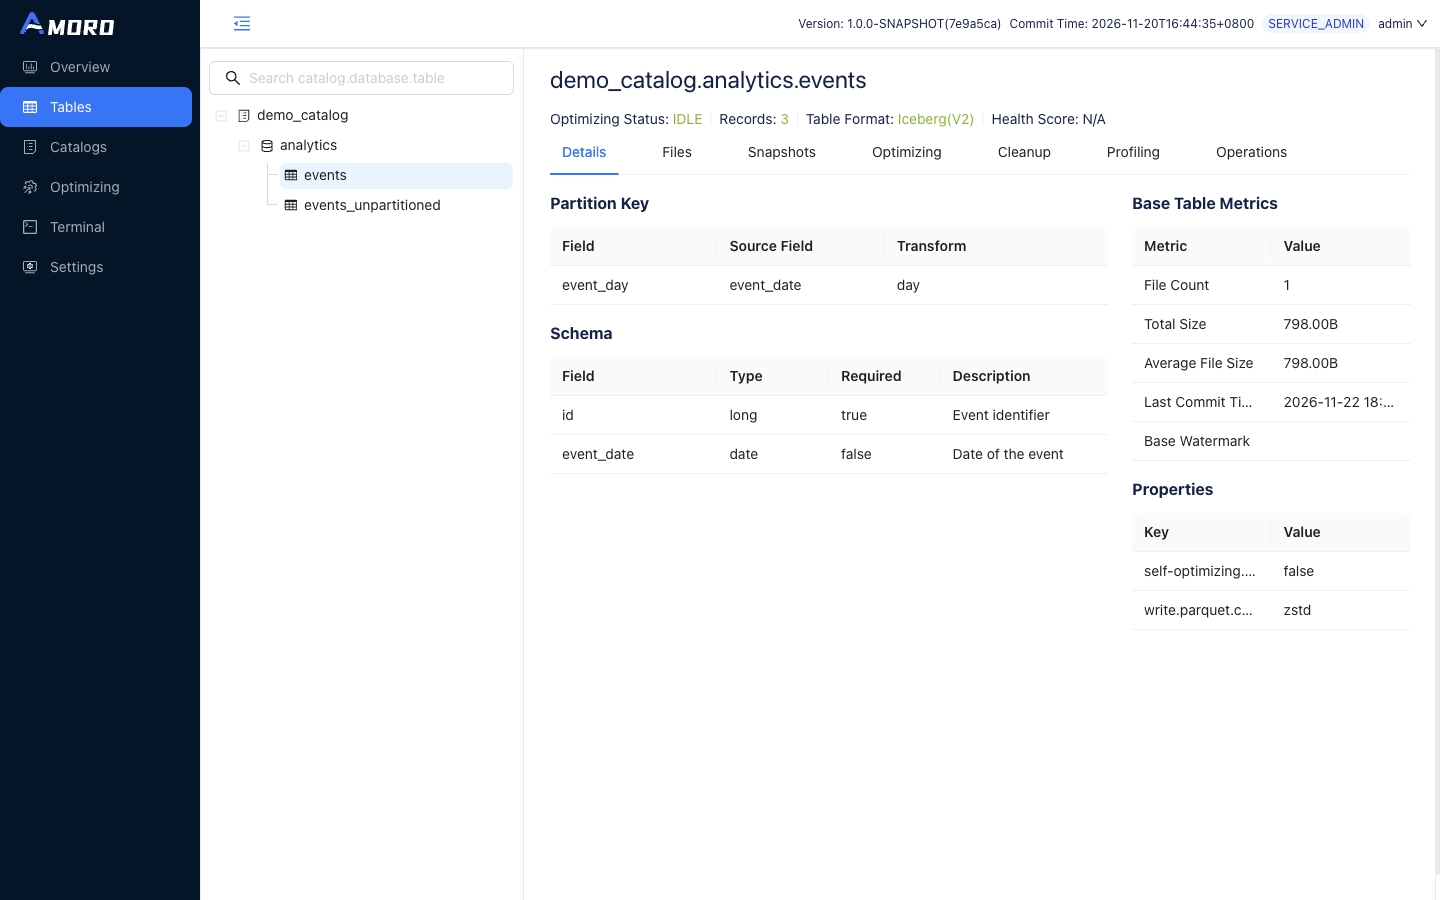 AMORO
Version: 1.0.0-SNAPSHOT(7e9a5ca) Commit Time: 2026-11-20T16:44:35+0800 SERVICE_ADMIN admin
Overview
Tables
Catalogs
Optimizing
Terminal
Settings
Search catalog.database.table
demo_catalog
analytics
events
events_unpartitioned
demo_catalog.analytics.events
Optimizing Status: IDLE Records: 3 Table Format: Iceberg(V2) Health Score: N/A
Details Files Snapshots Optimizing Cleanup Profiling Operations
Partition Key
Field Source Field Transform
event_day event_date day
Schema
Field Type Required Description
id long true Event identifier
event_date date false Date of the event
Base Table Metrics
Metric Value
File Count 1
Total Size 798.00B
Average File Size 798.00B
Last Commit Ti... 2026-11-22 18:...
Base Watermark
Properties
Key Value
self-optimizing.... false
write.parquet.c... zstd